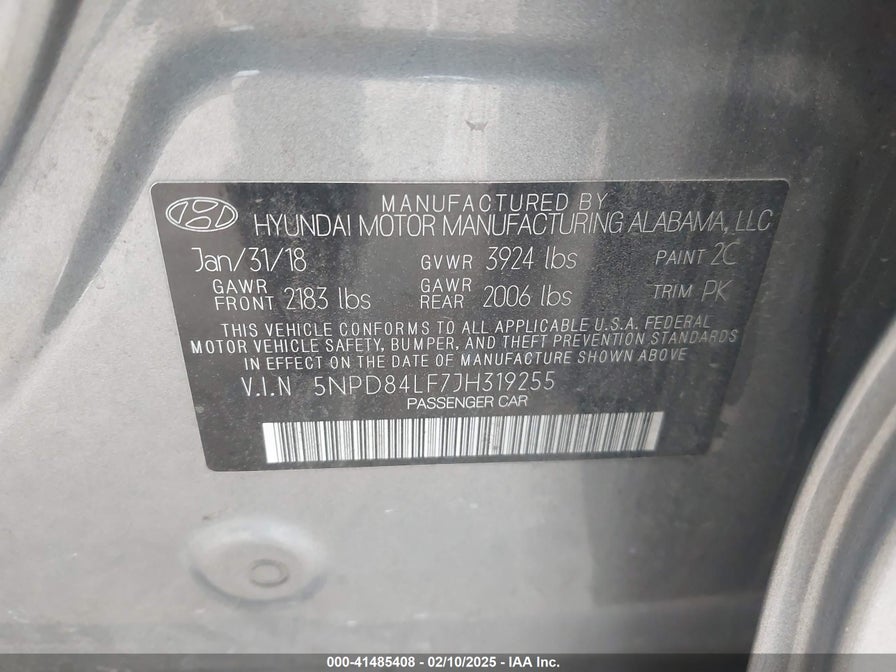 MANUFACTURED BY
HYUNDAI MOTOR MANUFACTURING ALABAMA, LLC
Jan/31/18 GVWR 3924 lbs PAINT 2C
GAWR FRONT 2183 lbs GAWR REAR 2006 lbs TRIM PK
THIS VEHICLE CONFORMS TO ALL APPLICABLE U.S.A. FEDERAL
MOTOR VEHICLE SAFETY, BUMPER, AND THEFT PREVENTION STANDARDS
IN EFFECT ON THE DATE OF MANUFACTURE SHOWN ABOVE
V.I.N 5NPD84LF7JH319255
PASSENGER CAR
000-41485408 - 02/10/2025 - IAA Inc.